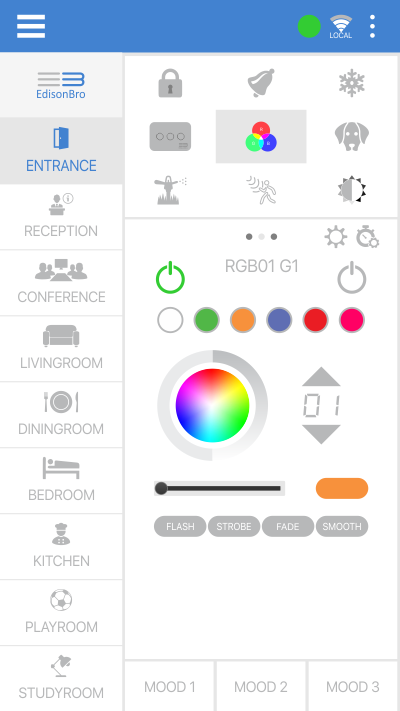 LOCAL
EdisonBro
ENTRANCE
RECEPTION
CONFERENCE
LIVINGROOM
DININGROOM
BEDROOM
KITCHEN
PLAYROOM
STUDYROOM
RGB01 G1
01
FLASH STROBE FADE SMOOTH
MOOD 1 MOOD 2 MOOD 3